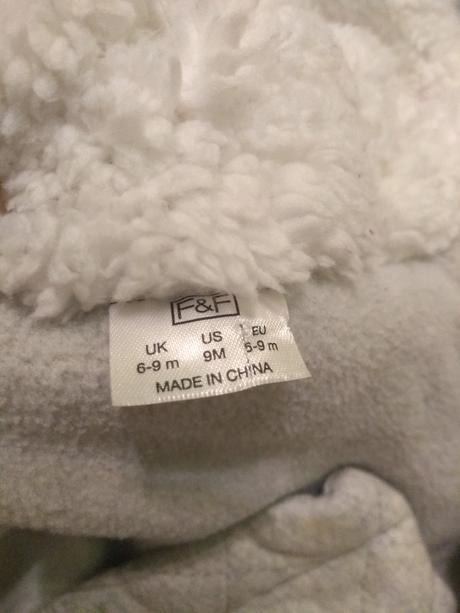 F&F
UK US EU
6-9 m 9M 6-9 m
MADE IN CHINA